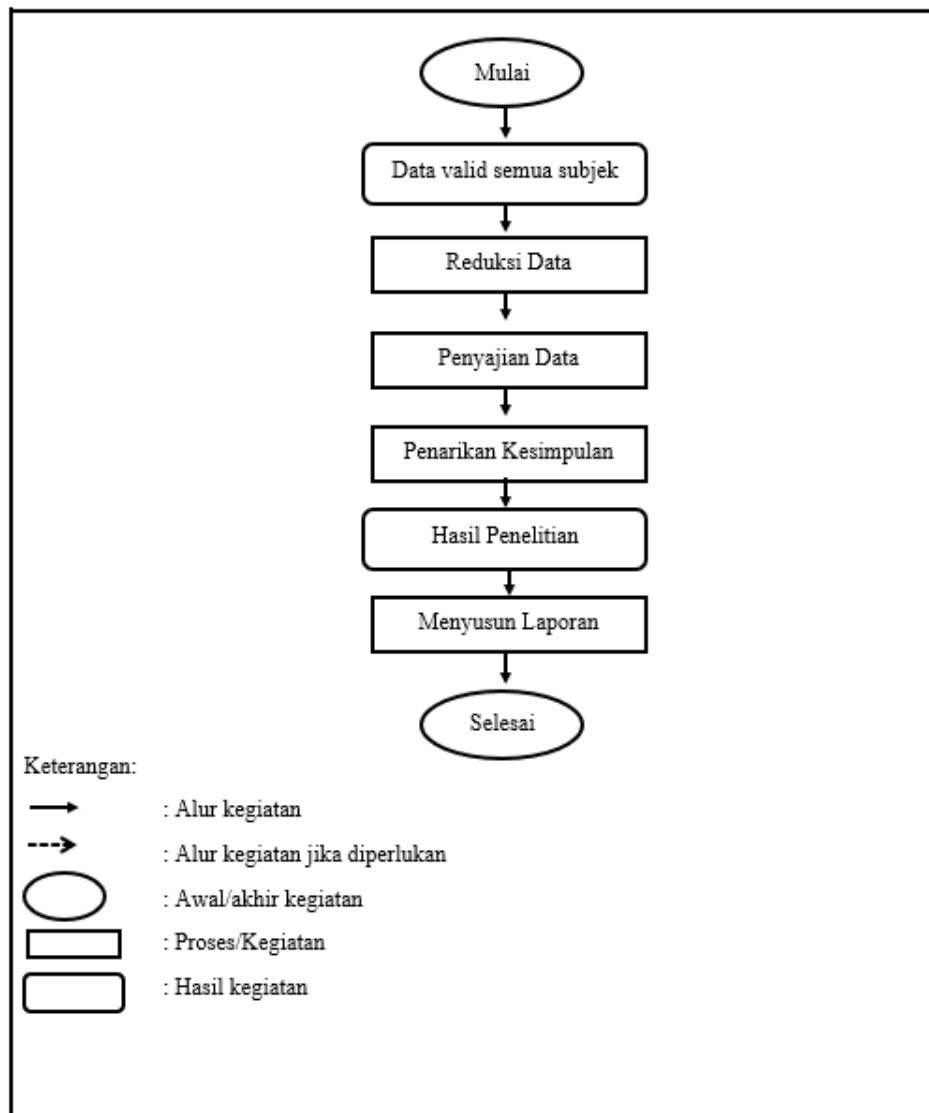 Mulai
Data valid semua subjek
Reduksi Data
Penyajian Data
Penarikan Kesimpulan
Hasil Penelitian
Menyusun Laporan
Selesai
Keterangan:
: Alur kegiatan
: Alur kegiatan jika diperlukan
: Awal/akhir kegiatan
: Proses/Kegiatan
: Hasil kegiatan